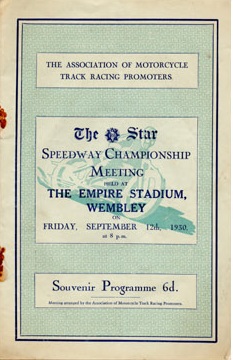 THE ASSOCIATION OF MOTORCYCLE
TRACK RACING PROMOTERS.
The Star
SPEEDWAY CHAMPIONSHIP
MEETING
HELD AT
THE EMPIRE STADIUM,
WEMBLEY
ON
FRIDAY, SEPTEMBER 12th, 1930,
at 8 p.m.
Souvenir Programme 6d.
Meeting arranged by the Association of Motorcycle Track Racing Promoters.